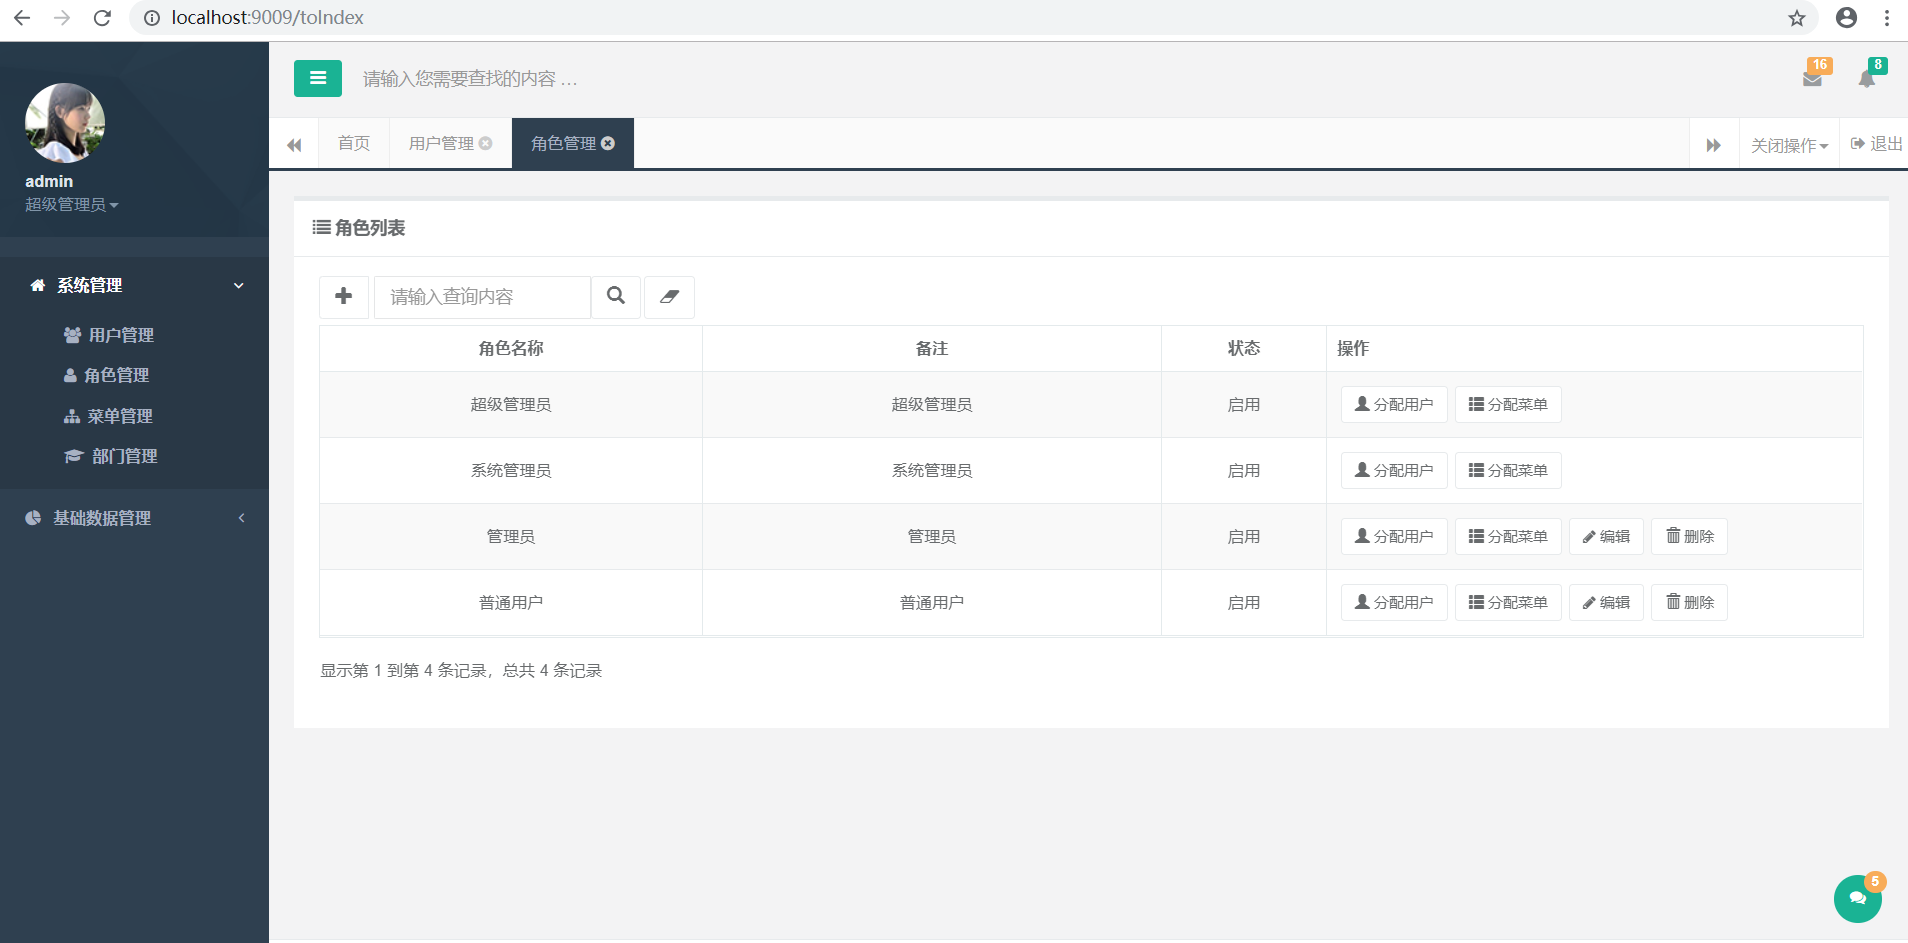 localhost:9009/toIndex
admin
超级管理员
系统管理
用户管理
角色管理
菜单管理
部门管理
基础数据管理
请输入您需要查找的内容 …
16
8
首页
用户管理
角色管理
关闭操作
退出
角色列表
请输入查询内容
角色名称 备注 状态 操作
超级管理员 超级管理员 启用 分配用户 分配菜单
系统管理员 系统管理员 启用 分配用户 分配菜单
管理员 管理员 启用 分配用户 分配菜单 编辑 删除
普通用户 普通用户 启用 分配用户 分配菜单 编辑 删除
显示第 1 到第 4 条记录，总共 4 条记录
5